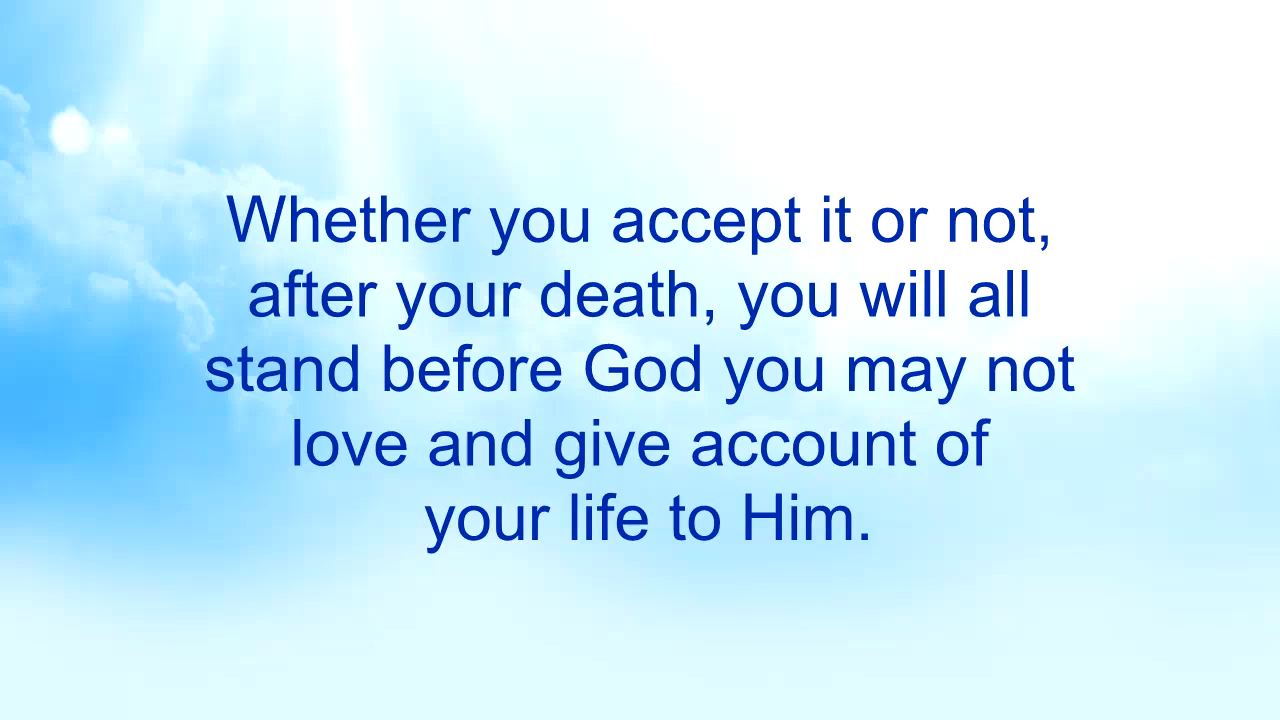 Whether you accept it or not,
after your death, you will all
stand before God you may not
love and give account of
your life to Him.